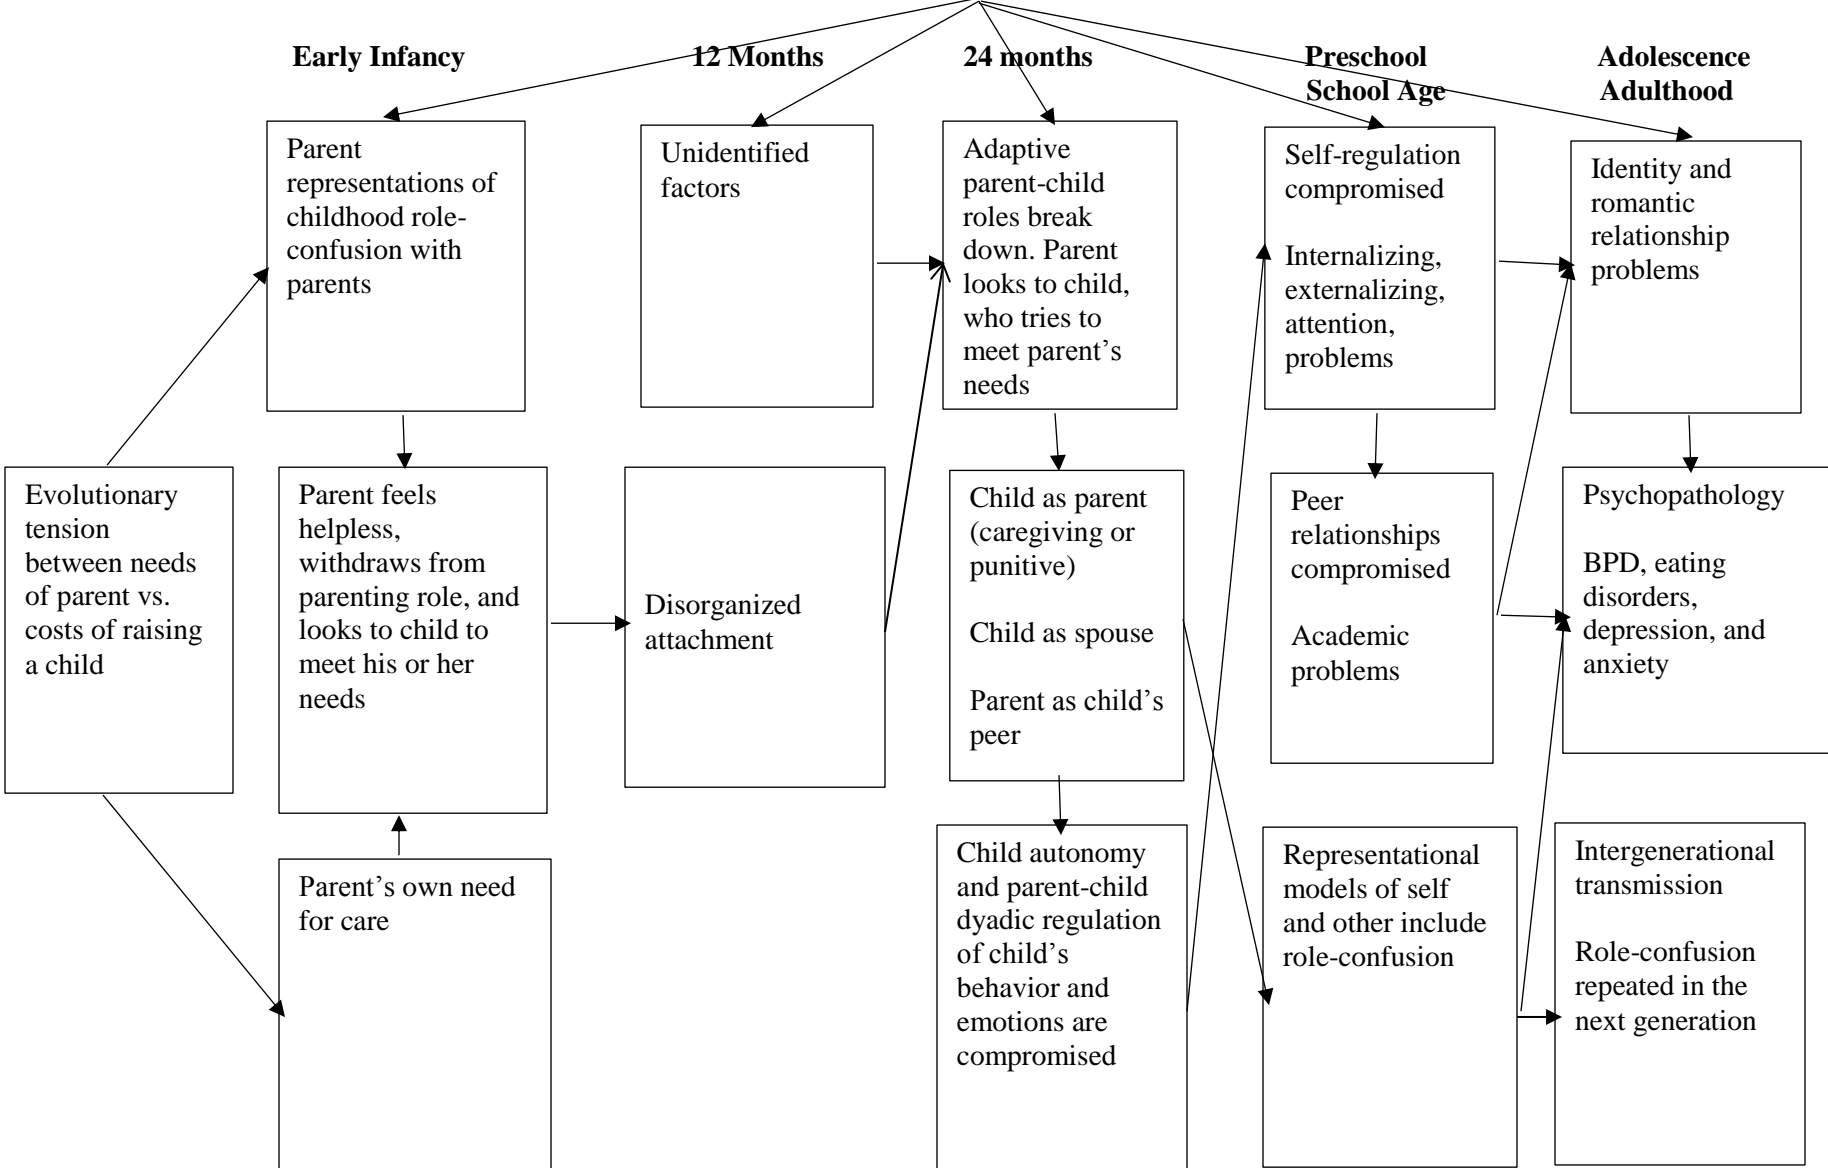 Early Infancy
12 Months
24 months
Preschool
School Age
Adolescence
Adulthood
Parent
representations of
childhood role-
confusion with
parents
Unidentified
factors
Adaptive
parent-child
roles break
down. Parent
looks to child,
who tries to
meet parent’s
needs
Self-regulation
compromised
Internalizing,
externalizing,
attention,
problems
Identity and
romantic
relationship
problems
Evolutionary
tension
between needs
of parent vs.
costs of raising
a child
Parent feels
helpless,
withdraws from
parenting role, and
looks to child to
meet his or her
needs
Disorganized
attachment
Child as parent
(caregiving or
punitive)
Child as spouse
Parent as child’s
peer
Peer
relationships
compromised
Academic
problems
Psychopathology
BPD, eating
disorders,
depression, and
anxiety
Parent’s own need
for care
Child autonomy
and parent-child
dyadic regulation
of child’s
behavior and
emotions are
compromised
Representational
models of self
and other include
role-confusion
Intergenerational
transmission
Role-confusion
repeated in the
next generation